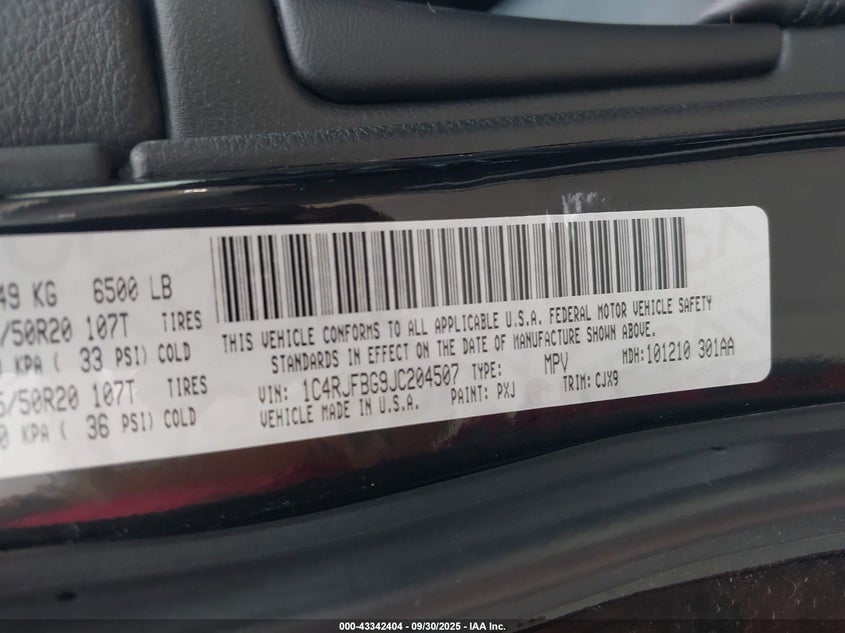 49 KG 6500 LB
/50R20 107T TIRES
KPA ( 33 PSI) COLD
5/50R20 107T TIRES
0 KPA ( 36 PSI) COLD
THIS VEHICLE CONFORMS TO ALL APPLICABLE U.S.A. FEDERAL MOTOR VEHICLE SAFETY
STANDARDS IN EFFECT ON THE DATE OF MANUFACTURE SHOWN ABOVE.
VIN: 1C4RJFBG9JC204507 TYPE: MPV MDH:101210 301AA
VEHICLE MADE IN U.S.A. PAINT: PXJ TRIM: CJX9
000-43342404 - 09/30/2025 - IAA Inc.